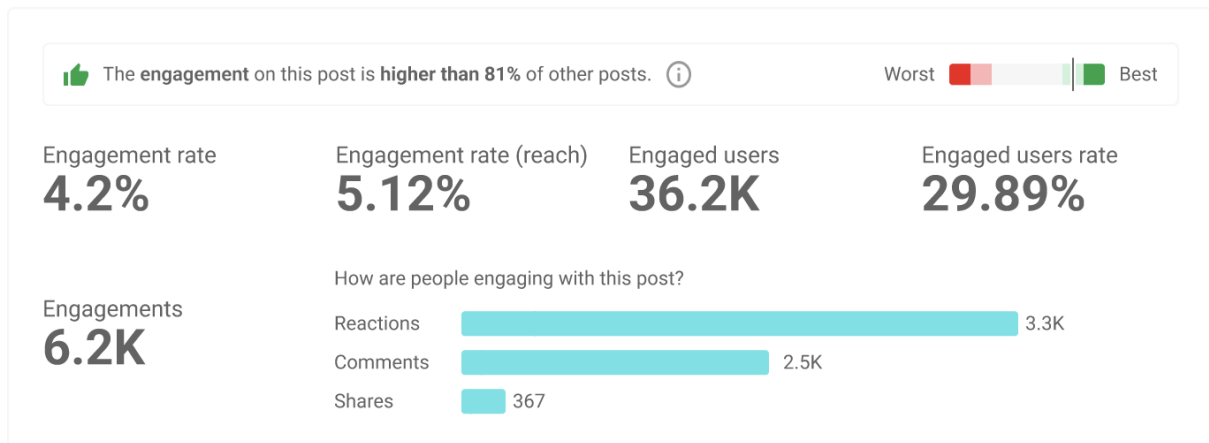 The engagement on this post is higher than 81% of other posts.
Worst
Best
Engagement rate
4.2%
Engagement rate (reach)
5.12%
Engaged users
36.2K
Engaged users rate
29.89%
Engagements
6.2K
How are people engaging with this post?
Reactions 3.3K
Comments 2.5K
Shares 367